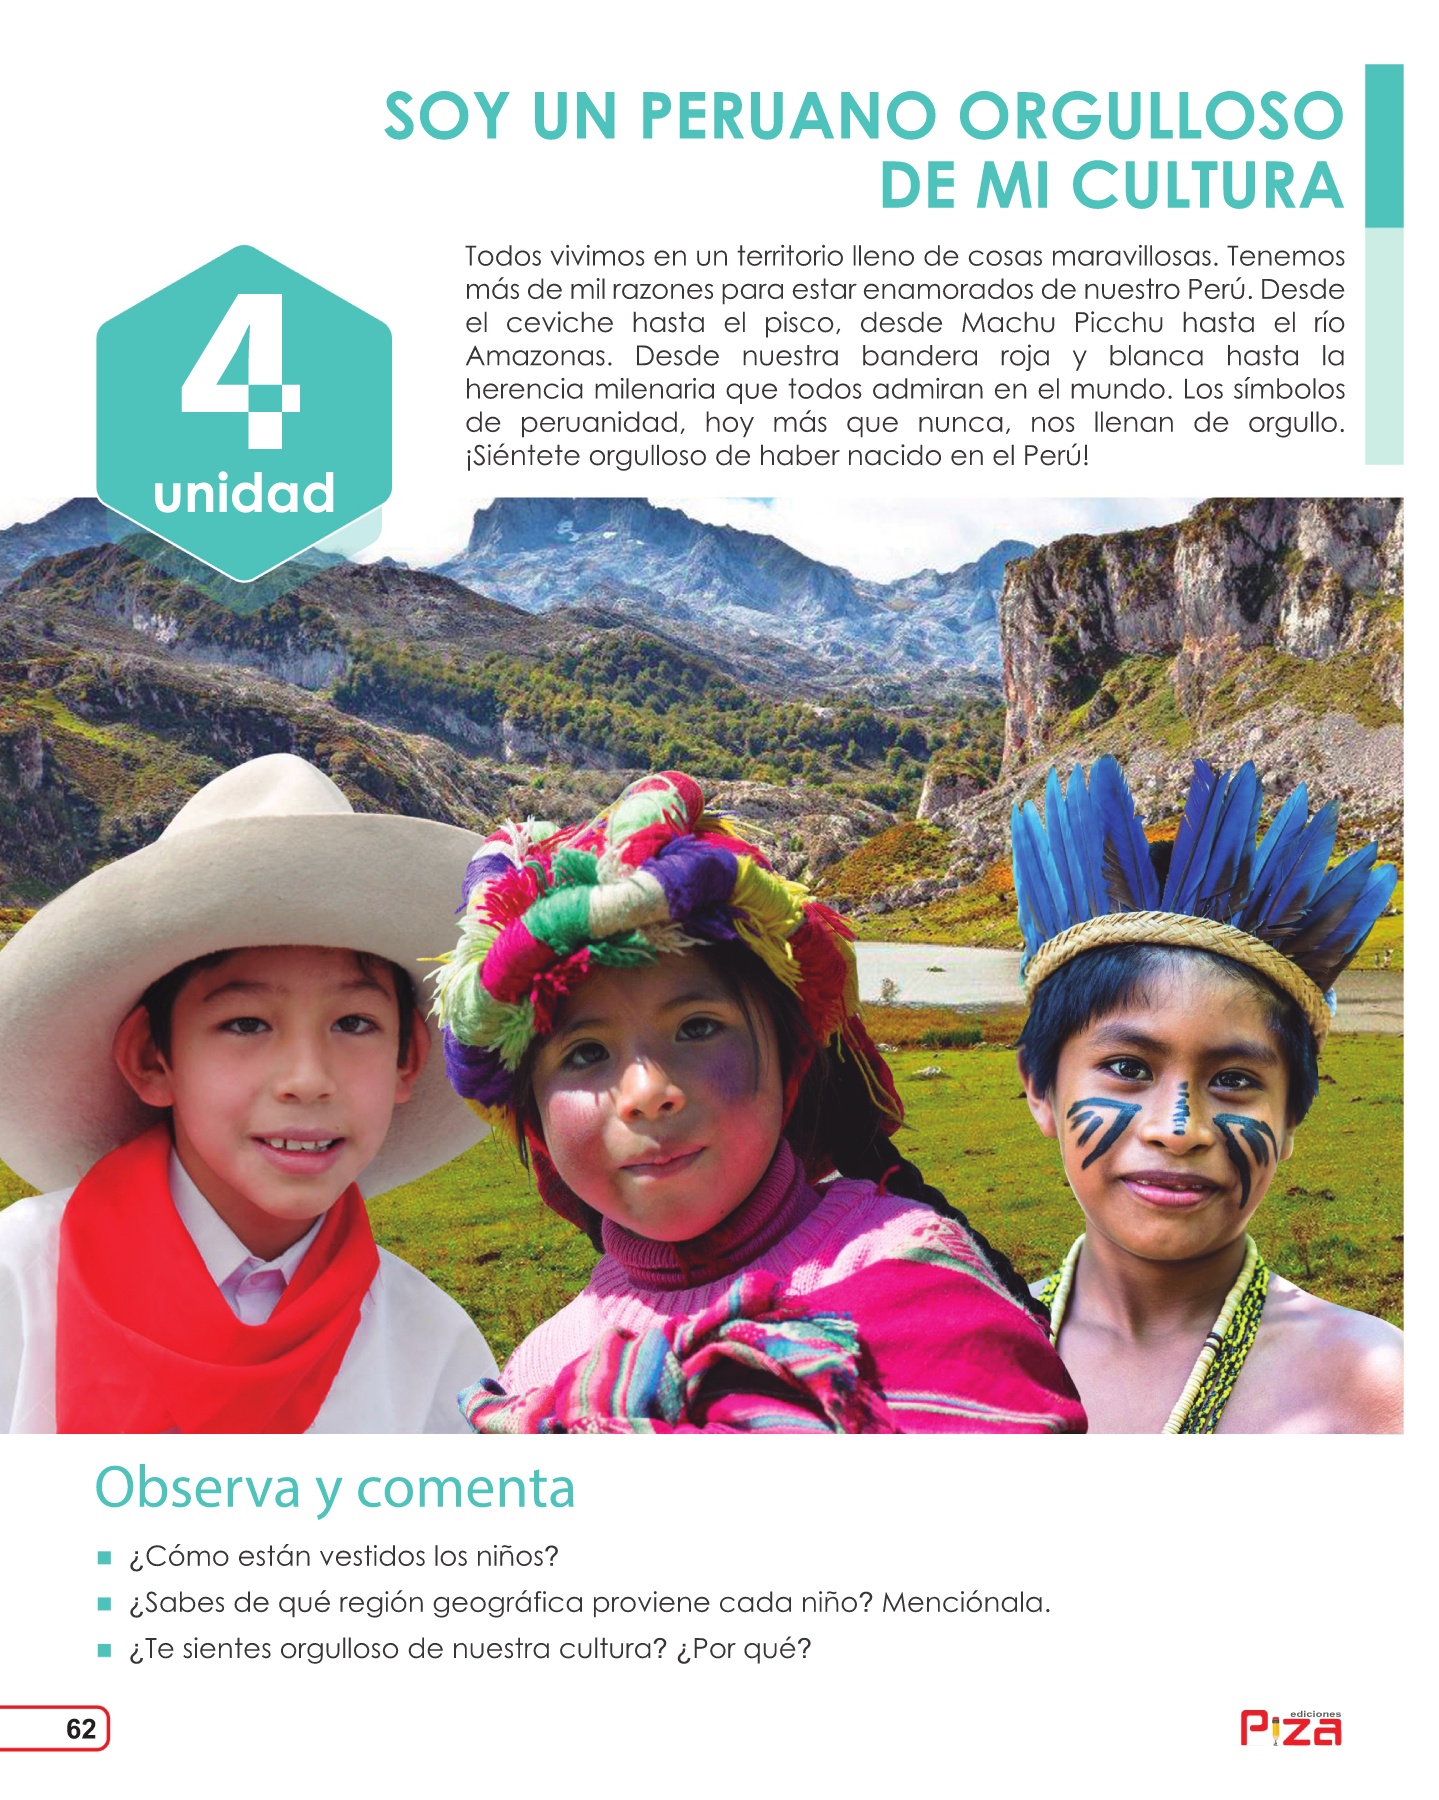 SOY UN PERUANO ORGULLOSO
DE MI CULTURA
4
unidad
Todos vivimos en un territorio lleno de cosas maravillosas. Tenemos
más de mil razones para estar enamorados de nuestro Perú. Desde
el ceviche hasta el pisco, desde Machu Picchu hasta el río
Amazonas. Desde nuestra bandera roja y blanca hasta la
herencia milenaria que todos admiran en el mundo. Los símbolos
de peruanidad, hoy más que nunca, nos llenan de orgullo.
¡Siéntete orgulloso de haber nacido en el Perú!
Observa y comenta
¿Cómo están vestidos los niños?
¿Sabes de qué región geográfica proviene cada niño? Menciónala.
¿Te sientes orgulloso de nuestra cultura? ¿Por qué?
62
ediciones
Piza